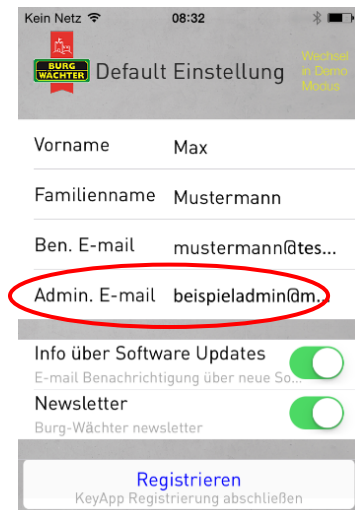 Kein Netz 08:32
BURG
WÄCHTER
Default Einstellung
Wechsel
in Demo
Modus
Vorname Max
Familienname Mustermann
Ben. E-mail mustermann@tes...
Admin. E-mail beispieladmin@m...
Info über Software Updates
E-mail Benachrichtigung über neue So...
Newsletter
Burg-Wächter newsletter
Registrieren
KeyApp Registrierung abschließen